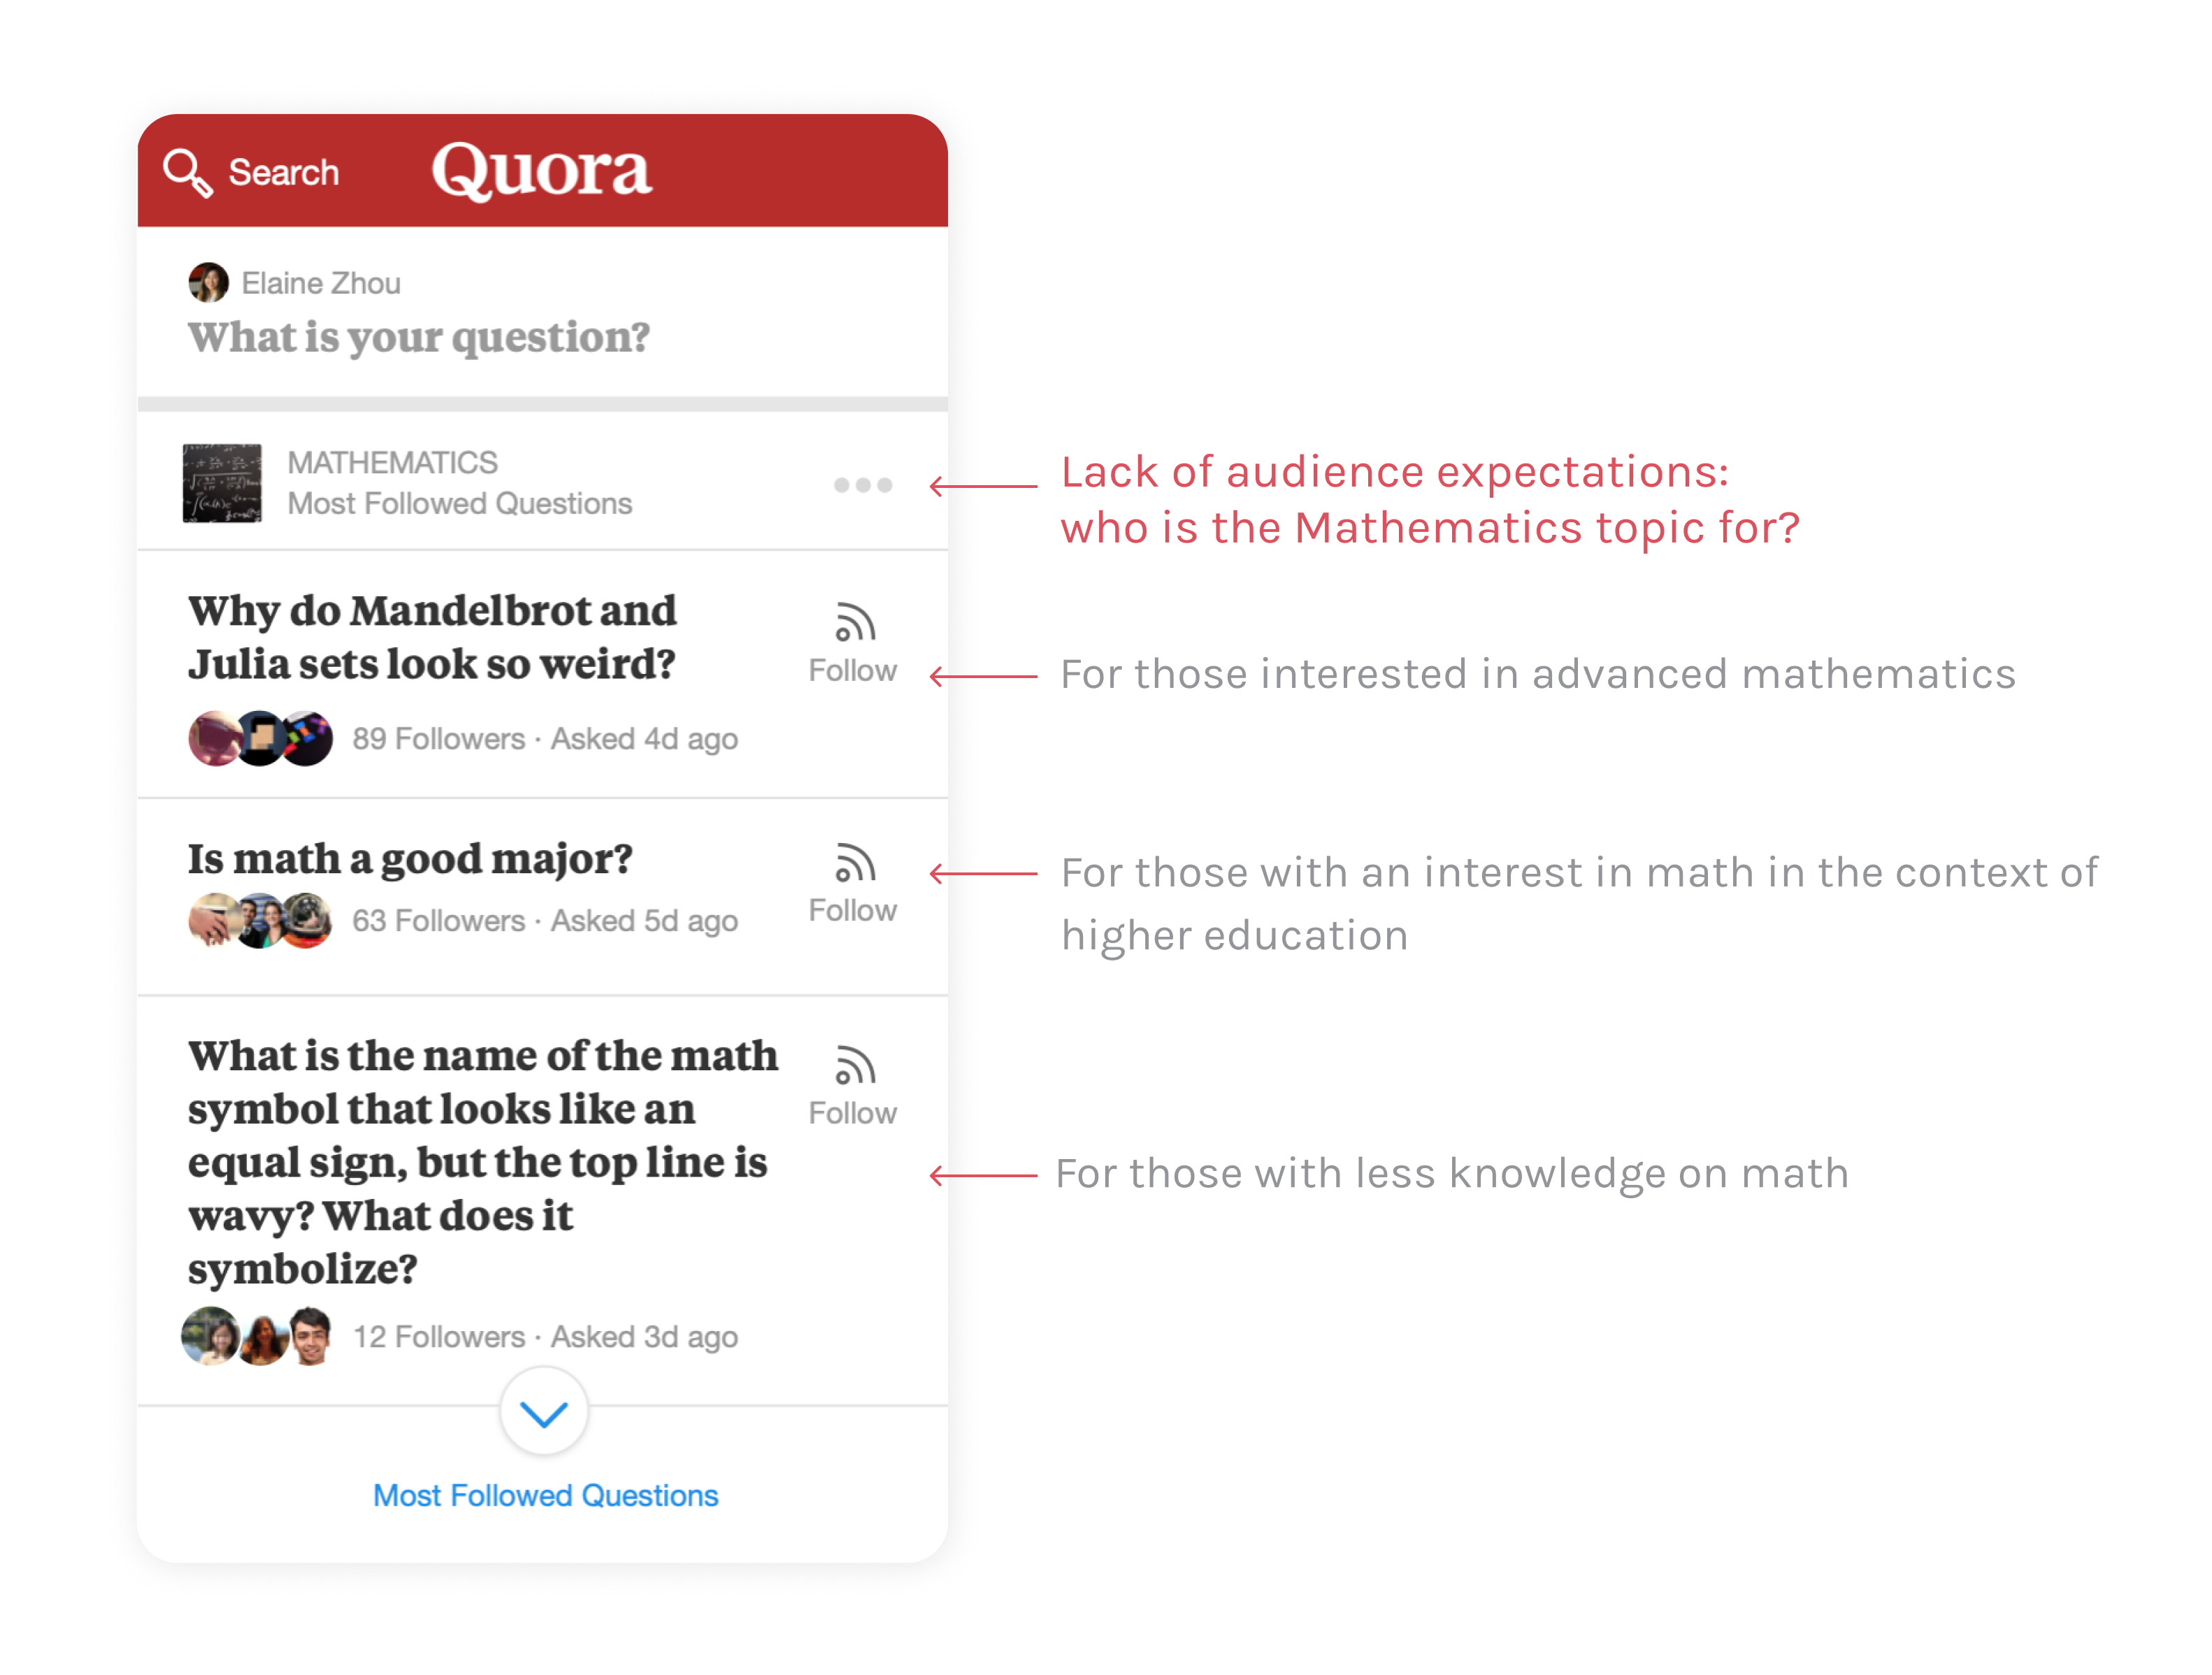 Search
Quora
Elaine Zhou
What is your question?
MATHEMATICS
Most Followed Questions
Lack of audience expectations:
who is the Mathematics topic for?
Why do Mandelbrot and
Julia sets look so weird?
Follow
For those interested in advanced mathematics
89 Followers · Asked 4d ago
Is math a good major?
63 Followers · Asked 5d ago
Follow
For those with an interest in math in the context of
higher education
What is the name of the math
symbol that looks like an
equal sign, but the top line is
wavy? What does it
symbolize?
Follow
For those with less knowledge on math
12 Followers · Asked 3d ago
Most Followed Questions